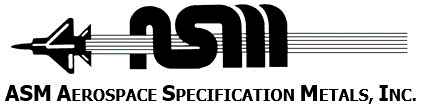 ASM
ASM AEROSPACE SPECIFICATION METALS, INC.